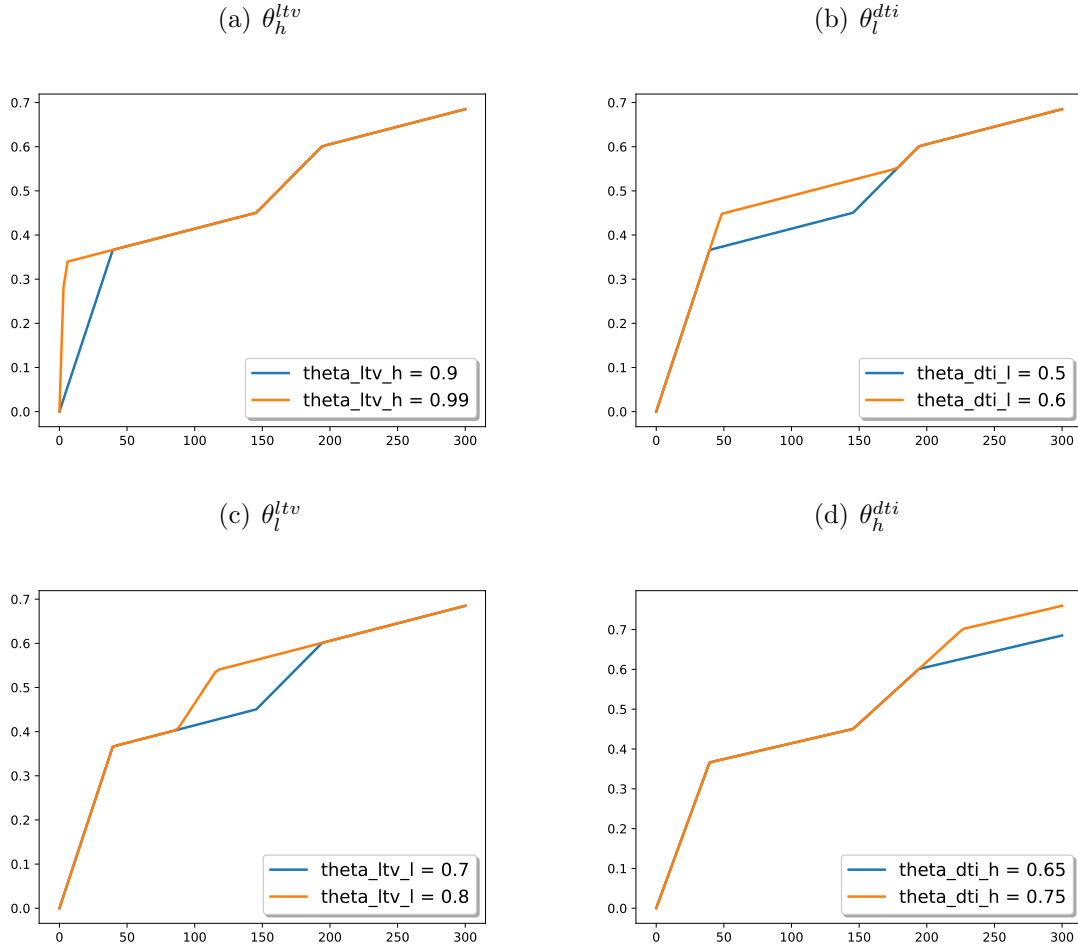 (a) θ_h^{ltv}
(b) θ_l^{dti}
0.7
0.6
0.5
0.4
0.3
0.2
0.1
0.0
0 50 100 150 200 250 300
theta_ltv_h = 0.9
theta_ltv_h = 0.99
0.7
0.6
0.5
0.4
0.3
0.2
0.1
0.0
0 50 100 150 200 250 300
theta_dti_l = 0.5
theta_dti_l = 0.6
(c) θ_l^{ltv}
(d) θ_h^{dti}
0.7
0.6
0.5
0.4
0.3
0.2
0.1
0.0
0 50 100 150 200 250 300
theta_ltv_l = 0.7
theta_ltv_l = 0.8
0.7
0.6
0.5
0.4
0.3
0.2
0.1
0.0
0 50 100 150 200 250 300
theta_dti_h = 0.65
theta_dti_h = 0.75